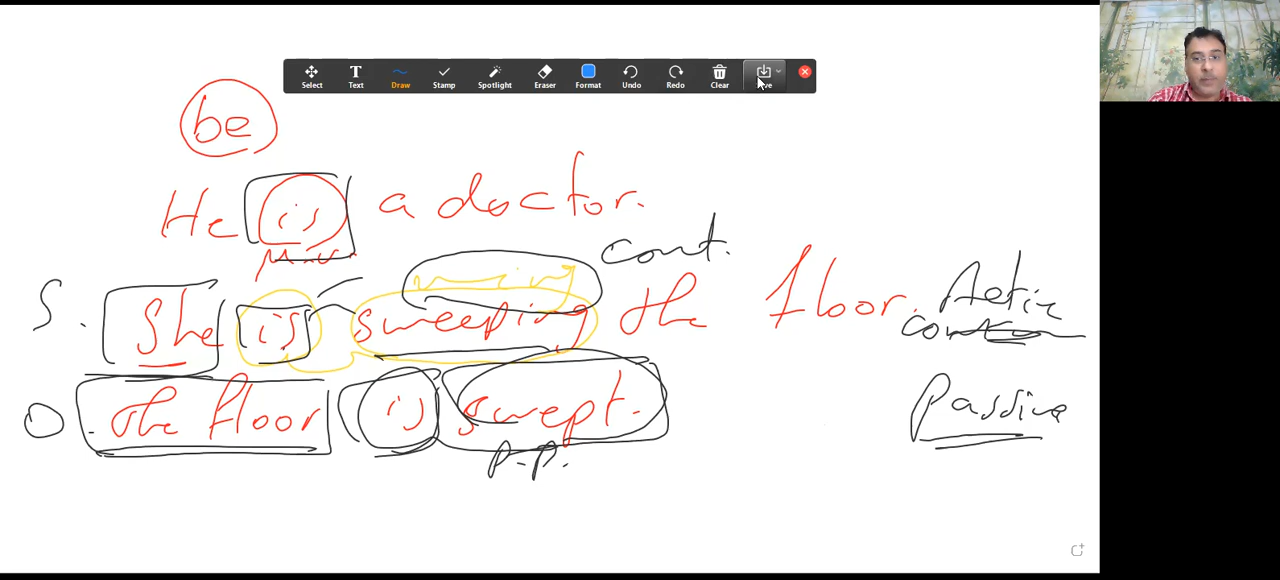 Select Text Draw Stamp Spotlight Eraser Format Undo Redo Clear
be
He is a doctor.
M.V.
cont.
S. She is sweeping the floor. Active
cont
O. The floor is swept. Passive
p.p.